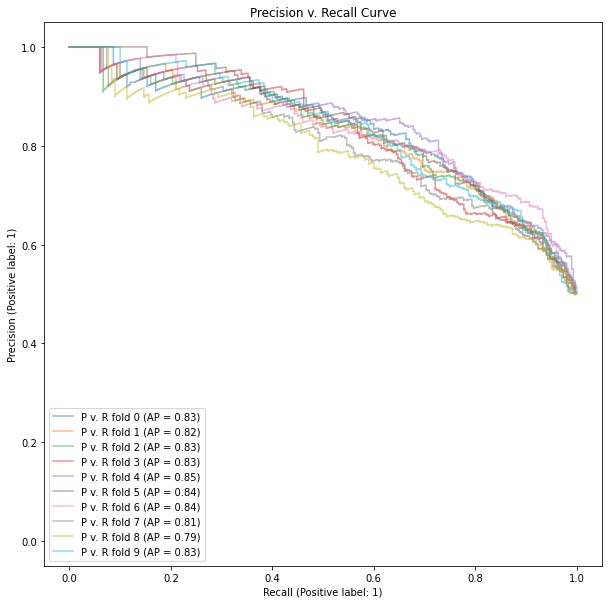 Precision v. Recall Curve
Precision (Positive label: 1)
1.0
0.8
0.6
0.4
0.2
0.0
P v. R fold 0 (AP = 0.83)
P v. R fold 1 (AP = 0.82)
P v. R fold 2 (AP = 0.83)
P v. R fold 3 (AP = 0.83)
P v. R fold 4 (AP = 0.85)
P v. R fold 5 (AP = 0.84)
P v. R fold 6 (AP = 0.84)
P v. R fold 7 (AP = 0.81)
P v. R fold 8 (AP = 0.79)
P v. R fold 9 (AP = 0.83)
0.0 0.2 0.4 0.6 0.8 1.0
Recall (Positive label: 1)